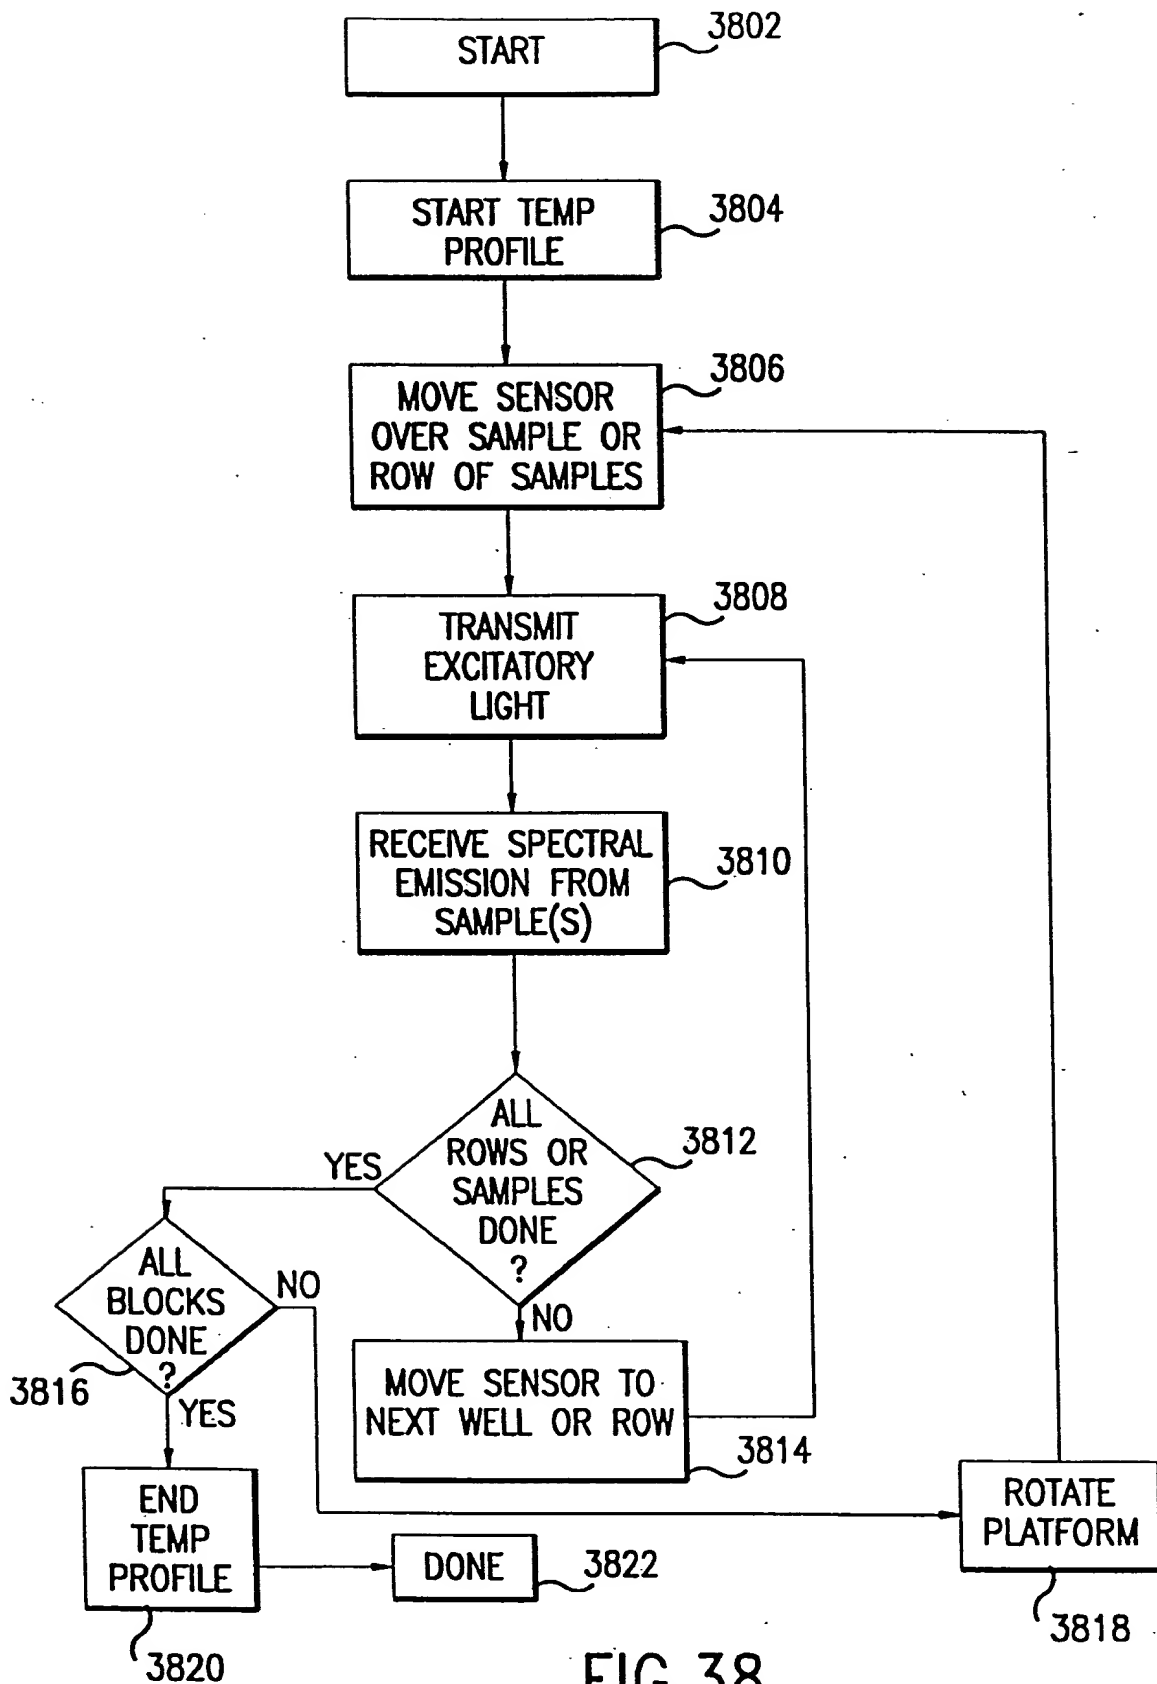 3802
START
START TEMP
PROFILE
3804
3806
MOVE SENSOR
OVER SAMPLE OR
ROW OF SAMPLES
3808
TRANSMIT
EXCITATORY
LIGHT
RECEIVE SPECTRAL
EMISSION FROM
SAMPLE(S)
3810
ALL
ROWS OR
SAMPLES
DONE
?
3812
YES
NO
ALL
BLOCKS
DONE
?
3816
NO
YES
MOVE SENSOR TO
NEXT WELL OR ROW
3814
END
TEMP
PROFILE
3820
DONE
3822
ROTATE
PLATFORM
3818
FIG. 38